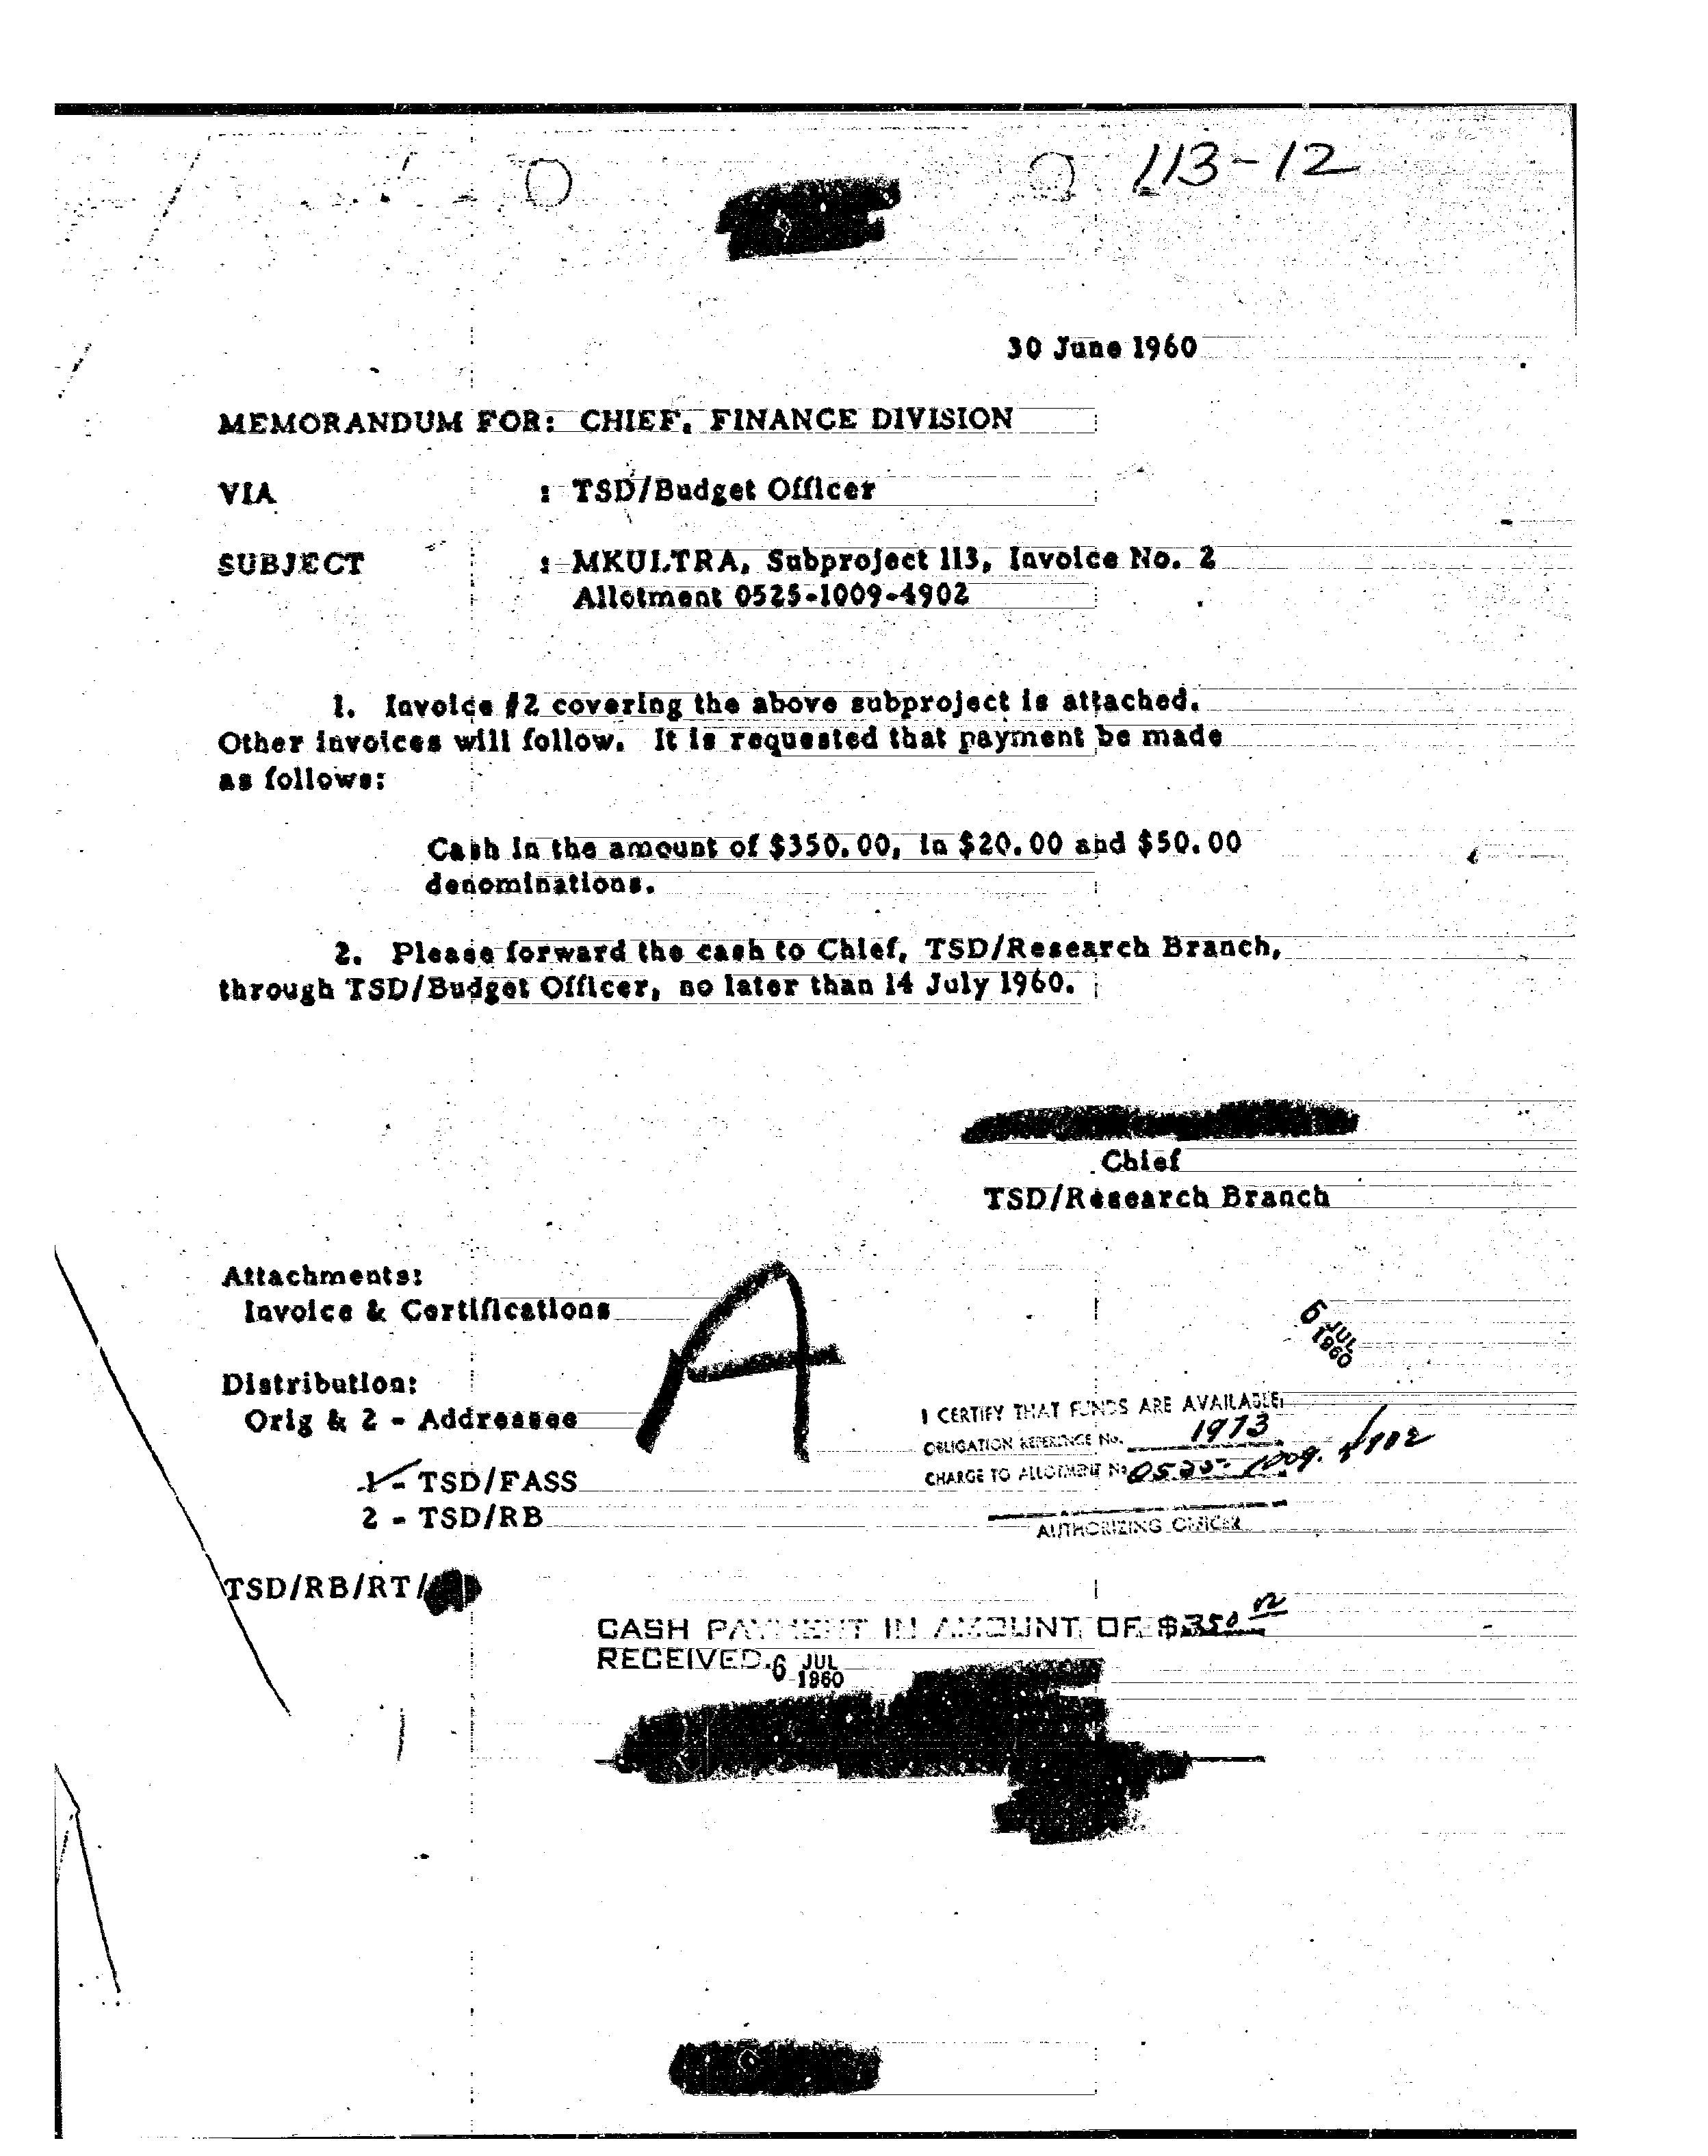 113-12
30 June 1960
MEMORANDUM FOR: CHIEF, FINANCE DIVISION
VIA : TSD/Budget Officer
SUBJECT : MKULTRA, Subproject 113, Invoice No. 2
Allotment 0525-1009-4902
1. Invoice #2 covering the above subproject is attached.
Other invoices will follow. It is requested that payment be made
as follows:
Cash in the amount of $350.00, in $20.00 and $50.00
denominations.
2. Please forward the cash to Chief, TSD/Research Branch,
through TSD/Budget Officer, no later than 14 July 1960.
Chief
TSD/Research Branch
Attachments:
Invoice & Certifications
A
6 JUL
1960
Distribution:
Orig & 2 - Addressee
I CERTIFY THAT FUNDS ARE AVAILABLE
OBLIGATION REFERENCE No. 1973
CHARGE TO ALLOTMENT No 0525-1009-4902
1 - TSD/FASS
2 - TSD/RB
AUTHORIZING OFFICER
TSD/RB/RT/
CASH PAYMENT IN AMOUNT OF $350
RECEIVED 6 JUL
1960